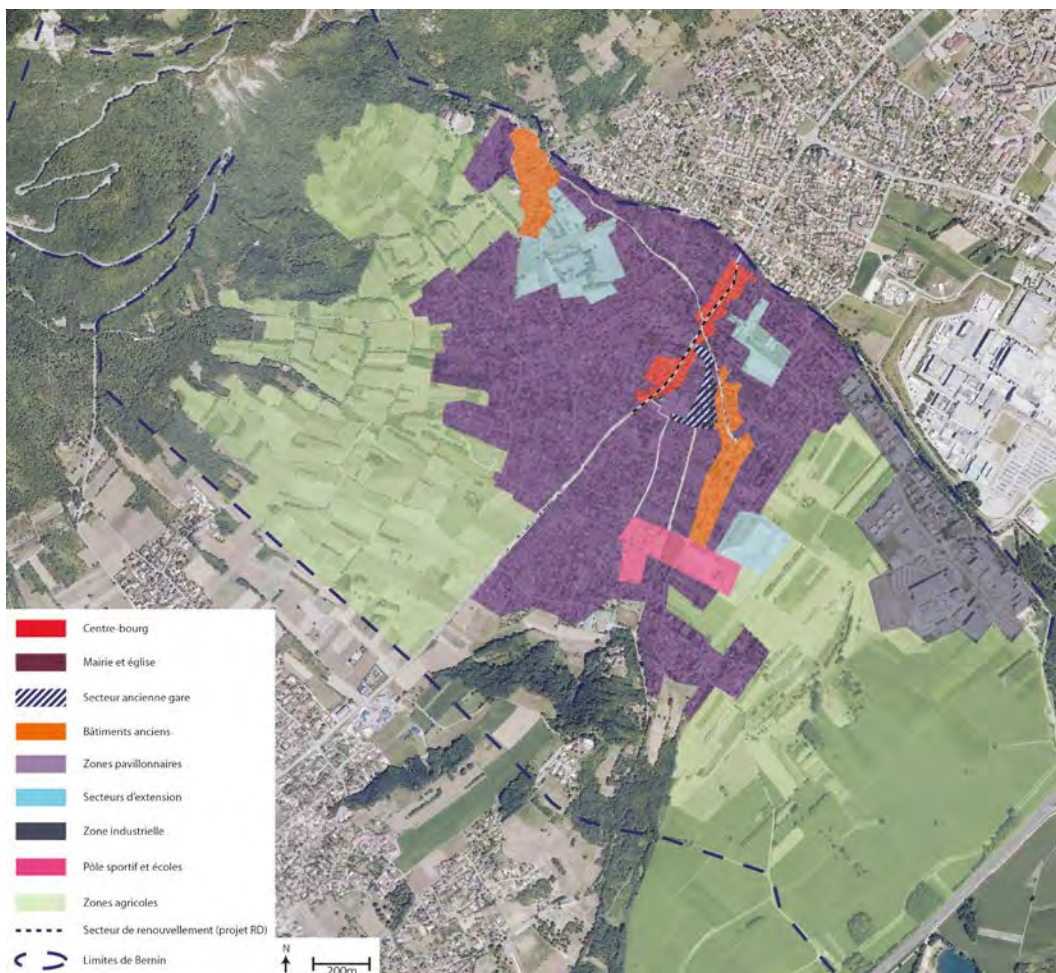 Centre-bourg
Mairie et église
Secteur ancienne gare
Bâtiments anciens
Zones pavillonnaires
Secteurs d'extension
Zone industrielle
Pôle sportif et écoles
Zones agricoles
Secteur de renouvellement (projet RD)
Limites de Bernin
N
200m